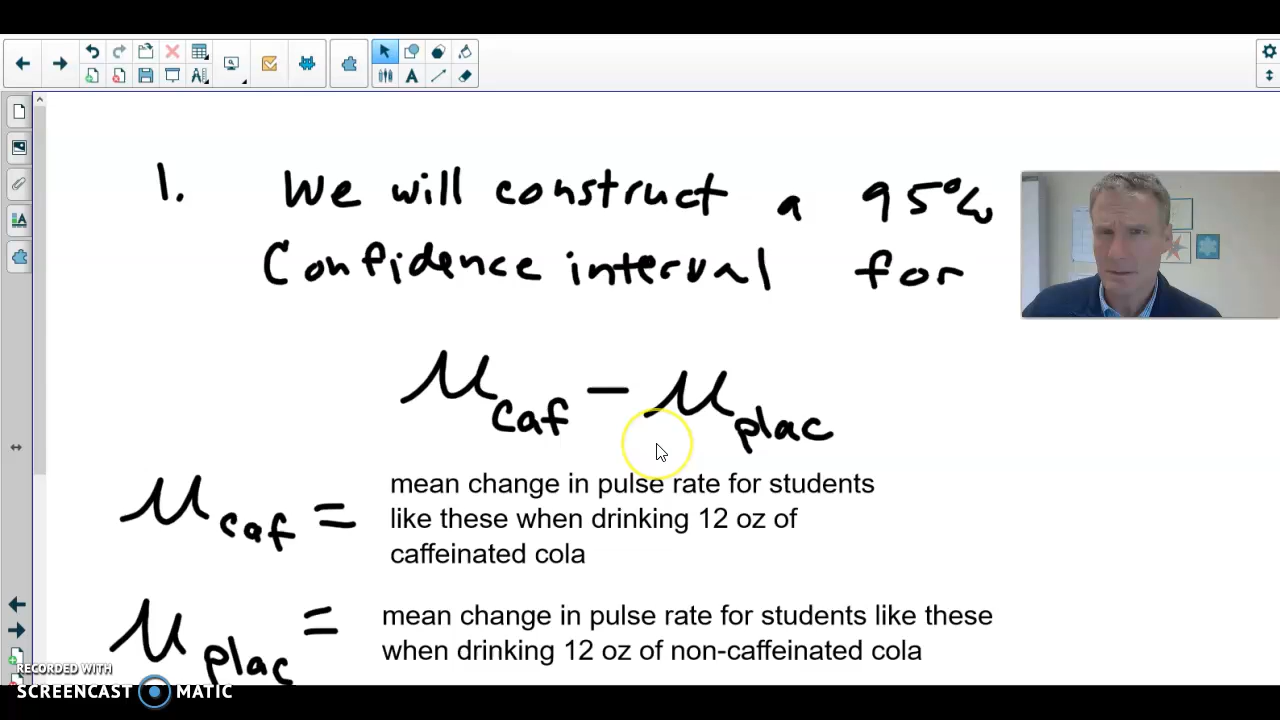 1. We will construct a 95%
Confidence interval for
μcaf − μplac
μcaf = mean change in pulse rate for students
like these when drinking 12 oz of
caffeinated cola
μplac = mean change in pulse rate for students like these
when drinking 12 oz of non-caffeinated cola
RECORDED WITH
SCREENCAST MATIC